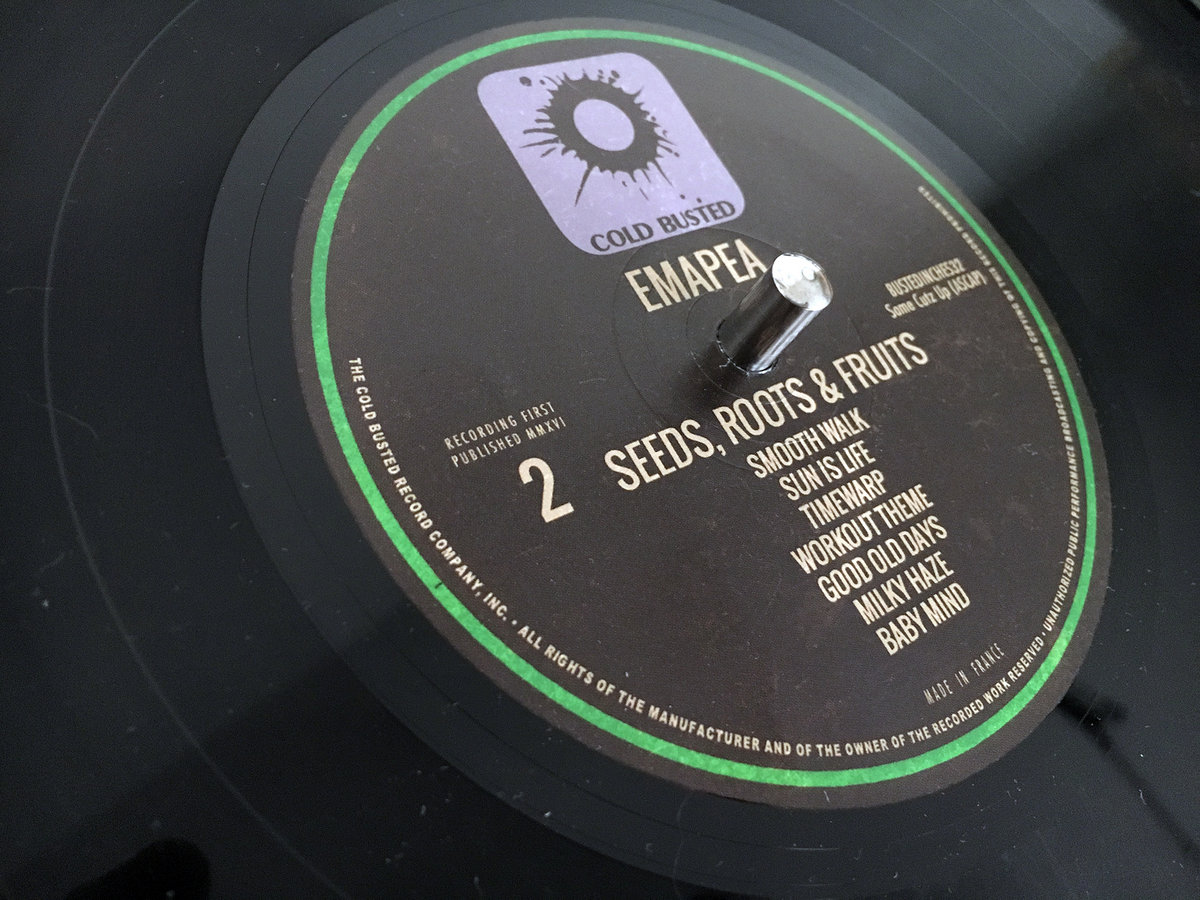 COLD BUSTED
EMAPEA
BUSTEDINCHES32
Same Cutz Up (ASCAP)
RECORDING FIRST
PUBLISHED MMXVI
2
SEEDS, ROOTS & FRUITS
SMOOTH WALK
SUN IS LIFE
TIMEWARP
WORKOUT THEME
GOOD OLD DAYS
MILKY HAZE
BABY MIND
MADE IN FRANCE
THE COLD BUSTED RECORD COMPANY, INC. · ALL RIGHTS OF THE MANUFACTURER AND OF THE OWNER OF THE RECORDED WORK RESERVED · UNAUTHORIZED PUBLIC PERFORMANCE BROADCASTING AND COPYING OF THIS RECORD PROHIBITED